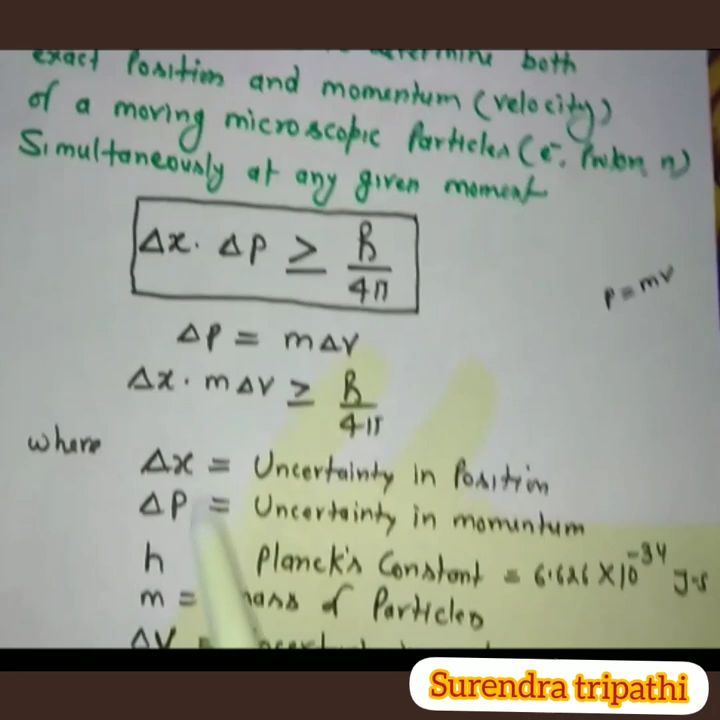 exact Position and momentum (velocity)
of a moving microscopic Particles (e⁻, Proton, n)
Simultaneously at any given moment
Δx · ΔP ≥ h/4π
P = mv
ΔP = mΔV
Δx · mΔV ≥ h/4π
where
Δx = Uncertainty in Position
ΔP = Uncertainty in momentum
h Planck's Constant = 6.626 × 10⁻³⁴ J-s
m = mass of Particles
ΔV =
Surendra tripathi